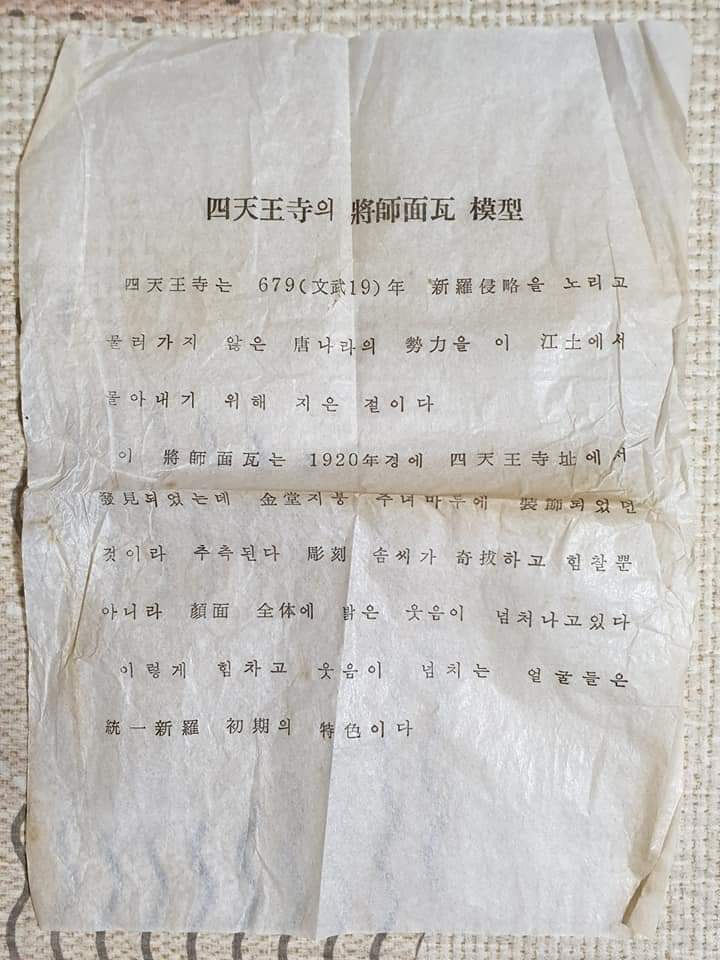 四天王寺의 將師面瓦 模型
四天王寺는 679(文武19)年 新羅侵略을 노리고
물러가지 않은 唐나라의 勢力을 이 江土에서
몰아내기 위해 지은 절이다
이 將師面瓦는 1920年경에 四天王寺址에서
發見되었는데 金堂지붕 추녀마두에 裝飾되었던
것이라 추측된다 彫刻 솜씨가 奇拔하고 힘찰뿐
아니라 顔面 全体에 밝은 웃음이 넘쳐나고있다
이렇게 힘차고 웃음이 넘치는 얼굴들은
統一新羅 初期의 特色이다